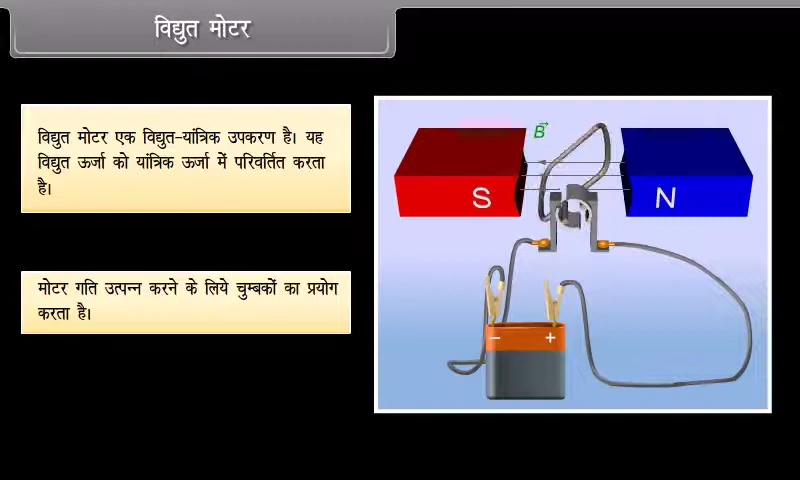 विद्युत मोटर
विद्युत मोटर एक विद्युत-यांत्रिक उपकरण है। यह
विद्युत ऊर्जा को यांत्रिक ऊर्जा में परिवर्तित करता
है।
मोटर गति उत्पन्न करने के लिये चुम्बकों का प्रयोग
करता है।
B
S
N
− +